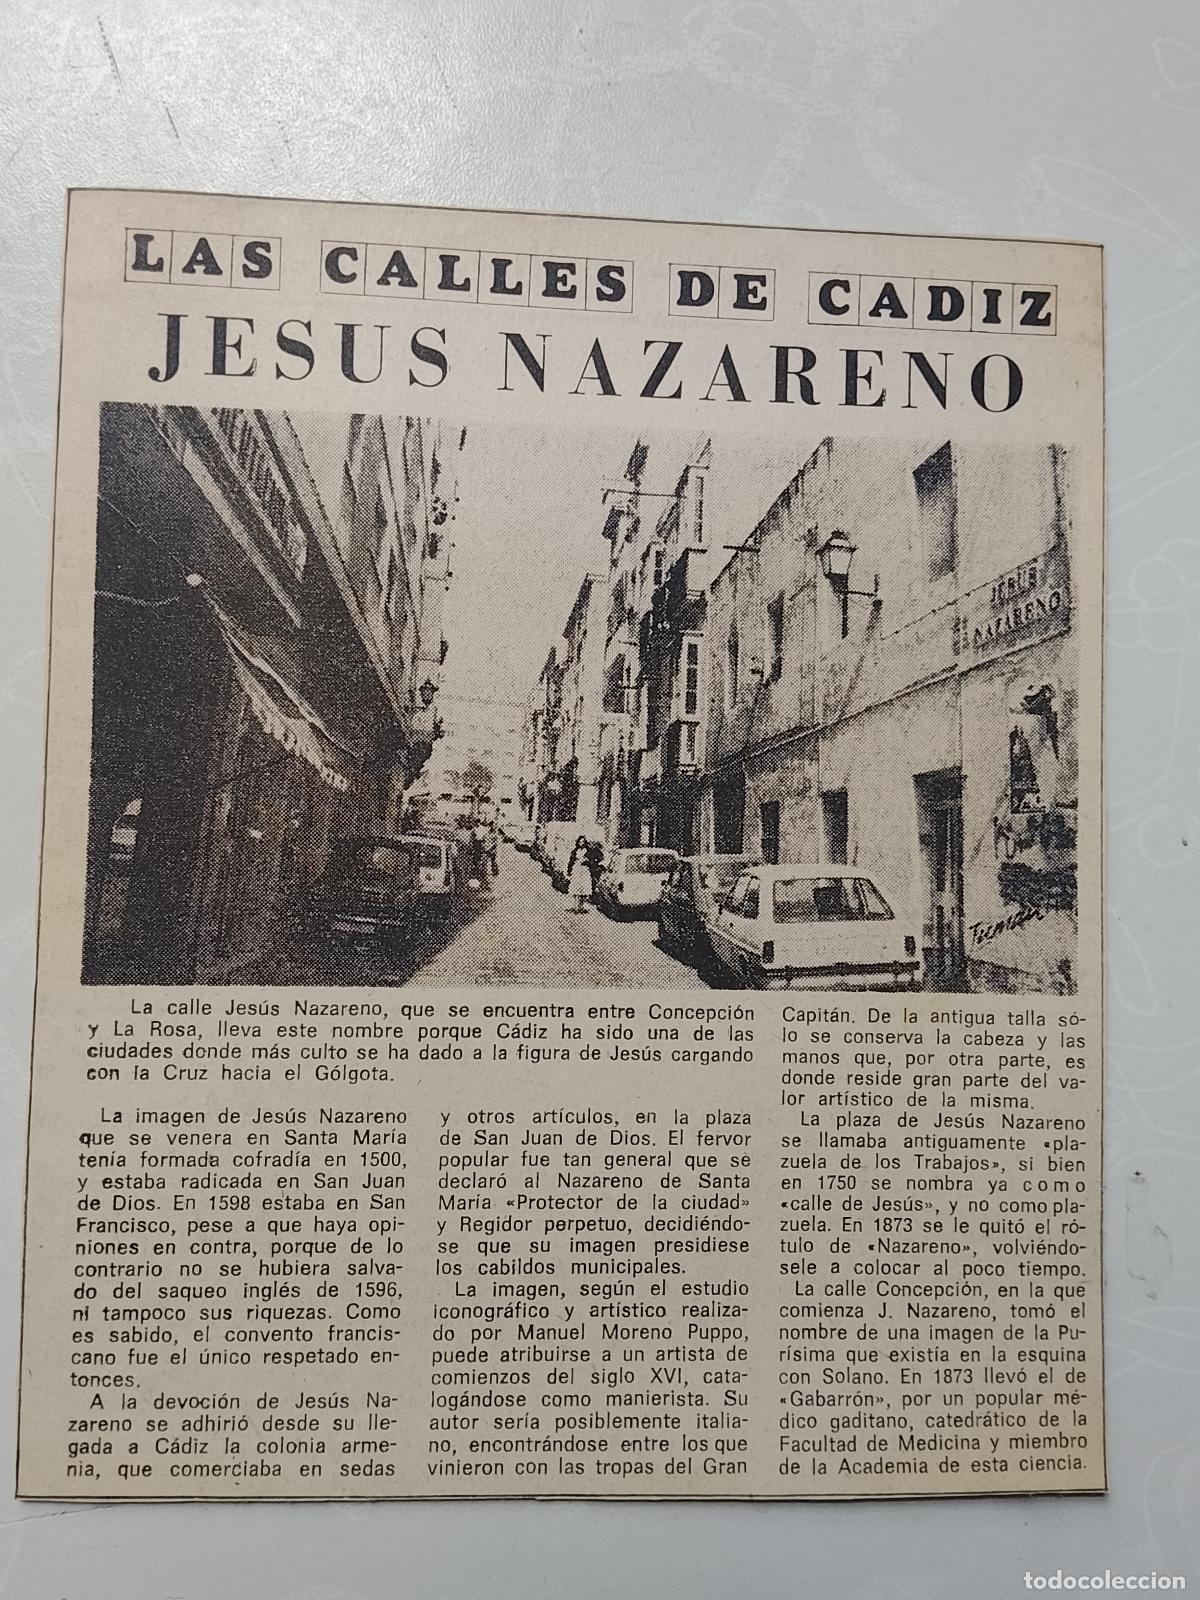 LAS CALLES DE CADIZ
JESUS NAZARENO
JESUS
NAZARENO
La calle Jesús Nazareno, que se encuentra entre Concepción
y La Rosa, lleva este nombre porque Cádiz ha sido una de las
ciudades donde más culto se ha dado a la figura de Jesús cargando
con la Cruz hacia el Gólgota.
La imagen de Jesús Nazareno
que se venera en Santa María
tenía formada cofradía en 1500,
y estaba radicada en San Juan
de Dios. En 1598 estaba en San
Francisco, pese a que haya opi-
niones en contra, porque de lo
contrario no se hubiera salva-
do del saqueo inglés de 1596,
ni tampoco sus riquezas. Como
es sabido, el convento francis-
cano fue el único respetado en-
tonces.
A la devoción de Jesús Na-
zareno se adhirió desde su lle-
gada a Cádiz la colonia arme-
nia, que comerciaba en sedas
y otros artículos, en la plaza
de San Juan de Dios. El fervor
popular fue tan general que se
declaró al Nazareno de Santa
María «Protector de la ciudad»
y Regidor perpetuo, decidiéndo-
se que su imagen presidiese
los cabildos municipales.
La imagen, según el estudio
iconográfico y artístico realiza-
do por Manuel Moreno Puppo,
puede atribuirse a un artista de
comienzos del siglo XVI, cata-
logándose como manierista. Su
autor sería posiblemente italia-
no, encontrándose entre los que
vinieron con las tropas del Gran
Capitán. De la antigua talla só-
lo se conserva la cabeza y las
manos que, por otra parte, es
donde reside gran parte del va-
lor artístico de la misma.
La plaza de Jesús Nazareno
se llamaba antiguamente «pla-
zuela de los Trabajos», si bien
en 1750 se nombra ya como
«calle de Jesús», y no como pla-
zuela. En 1873 se le quitó el ró-
tulo de «Nazareno», volviéndo-
sele a colocar al poco tiempo.
La calle Concepción, en la que
comienza J. Nazareno, tomó el
nombre de una imagen de la Pu-
rísima que existía en la esquina
con Solano. En 1873 llevó el de
«Gabarrón», por un popular mé-
dico gaditano, catedrático de la
Facultad de Medicina y miembro
de la Academia de esta ciencia.
todocoleccion